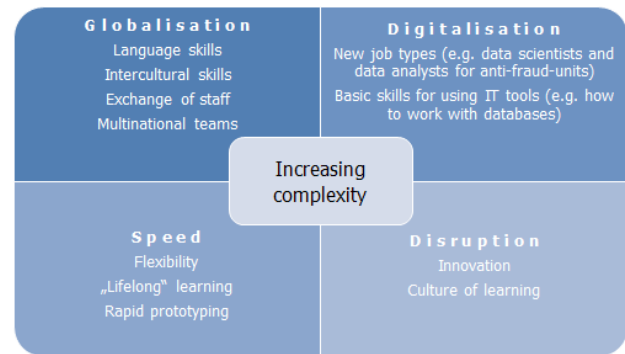 Globalisation
Language skills
Intercultural skills
Exchange of staff
Multinational teams
Digitalisation
New job types (e.g. data scientists and
data analysts for anti-fraud-units)
Basic skills for using IT tools (e.g. how
to work with databases)
Increasing
complexity
Speed
Flexibility
„Lifelong‟ learning
Rapid prototyping
Disruption
Innovation
Culture of learning